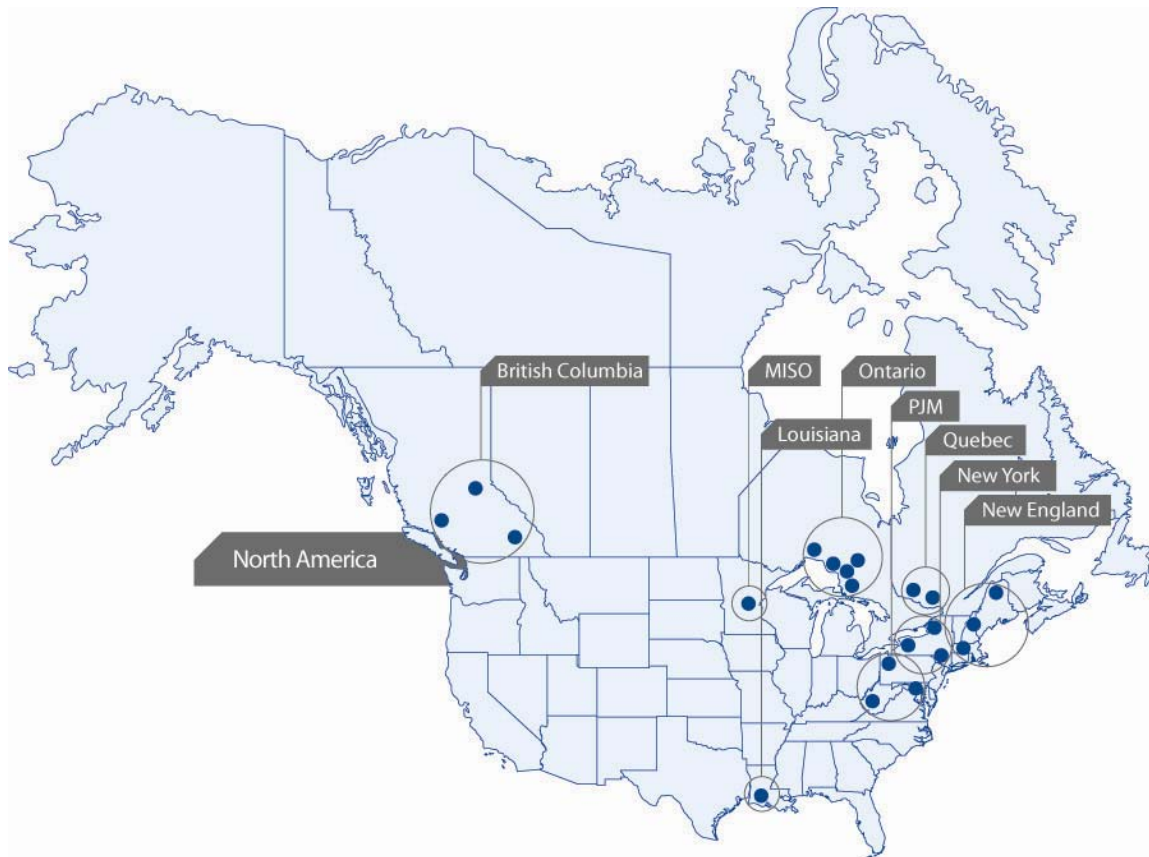 British Columbia
MISO
Ontario
PJM
Louisiana
Quebec
New York
New England
North America